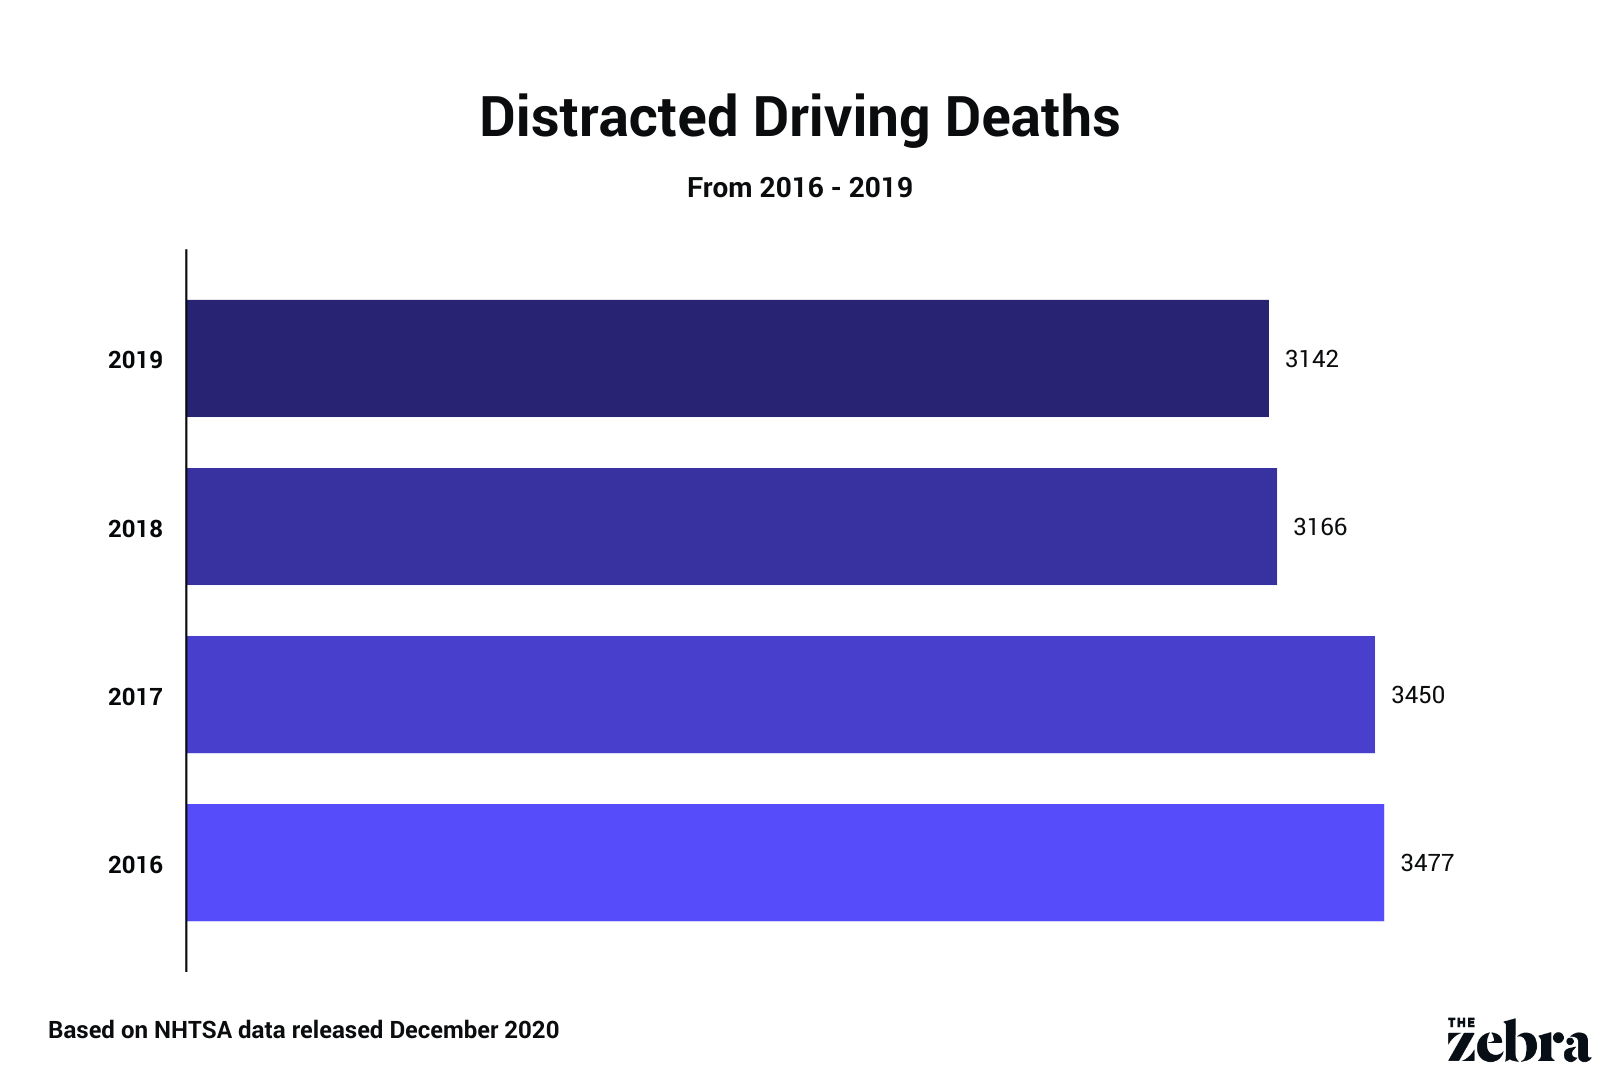 Distracted Driving Deaths
From 2016 - 2019
2019
3142
2018
3166
2017
3450
2016
3477
Based on NHTSA data released December 2020
THE
Zebra